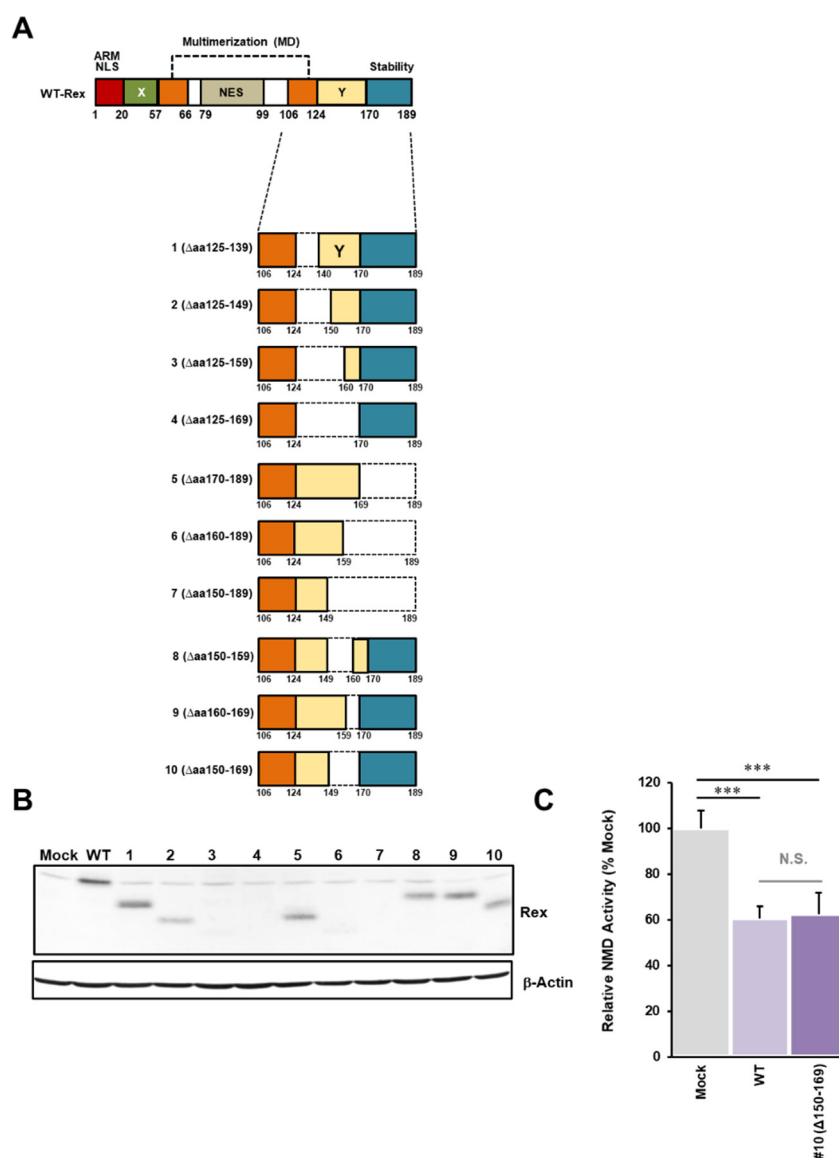 A
Multimerization (MD)
ARM
NLS
Stability
WT-Rex
X
NES
Y
1 20 57 66 79 99 106 124 170 189
1 (Δaa125-139)
Y
106 124 140 170 189
2 (Δaa125-149)
106 124 150 170 189
3 (Δaa125-159)
106 124 160 170 189
4 (Δaa125-169)
106 124 170 189
5 (Δaa170-189)
106 124 169 189
6 (Δaa160-189)
106 124 159 189
7 (Δaa150-189)
106 124 149 189
8 (Δaa150-159)
106 124 149 160 170 189
9 (Δaa160-169)
106 124 159 170 189
10 (Δaa150-169)
106 124 149 170 189
B
Mock WT 1 2 3 4 5 6 7 8 9 10
Rex
β-Actin
C
Relative NMD Activity (% Mock)
120
100
80
60
40
20
0
***
***
N.S.
Mock
WT
#10 (Δ150-169)